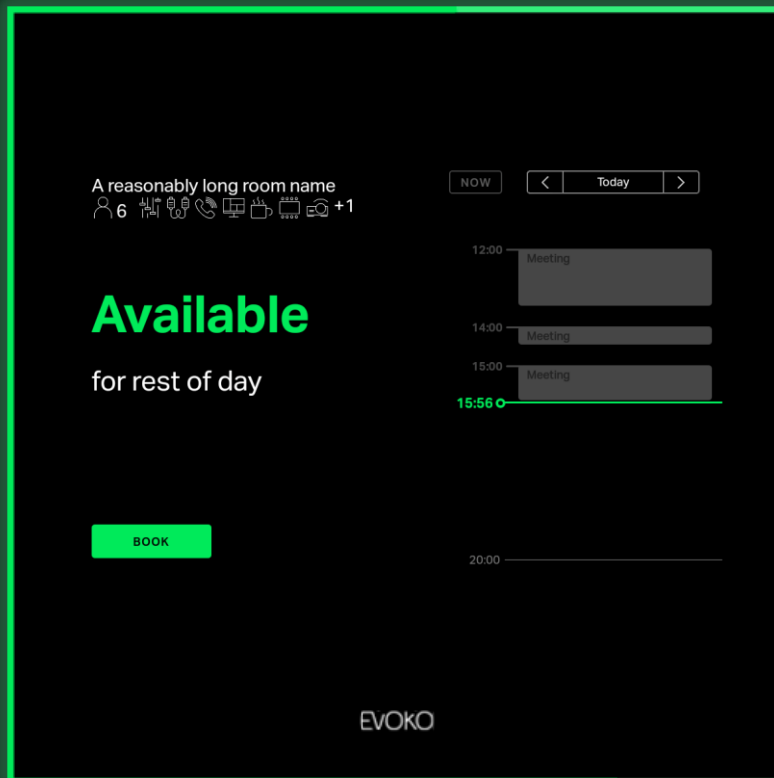 A reasonably long room name
6 +1
Available
for rest of day
BOOK
NOW
Today
12:00
Meeting
14:00
Meeting
15:00
Meeting
15:56
20:00
EVOKO